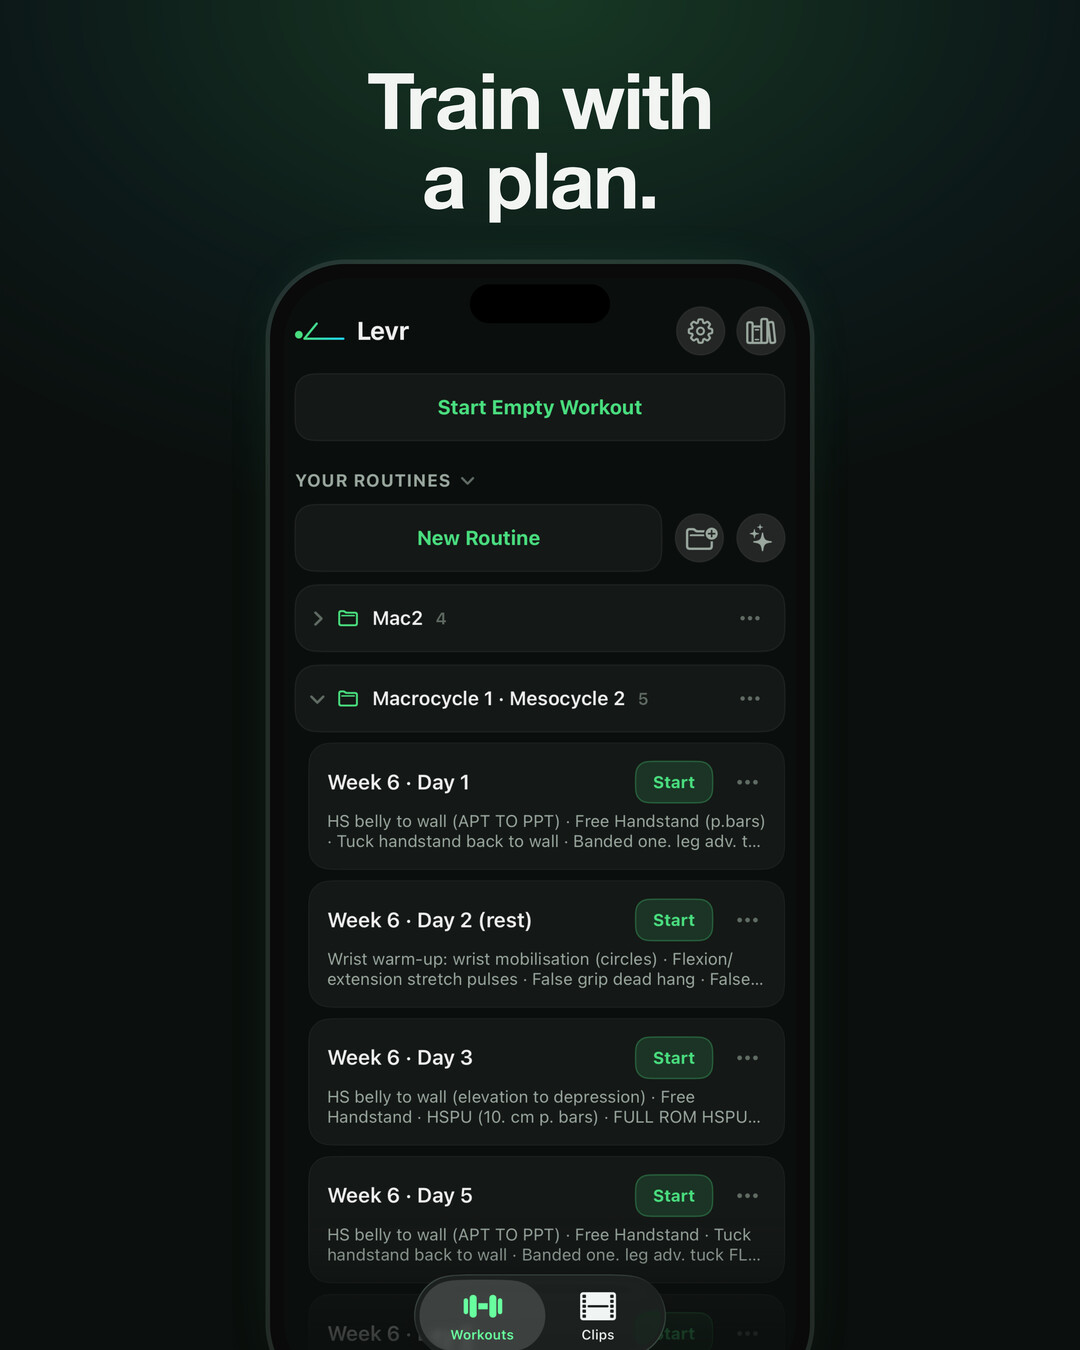 Train with
a plan.
Levr
Start Empty Workout
YOUR ROUTINES
New Routine
Mac2 4
Macrocycle 1 · Mesocycle 2 5
Week 6 · Day 1
Start
HS belly to wall (APT TO PPT) · Free Handstand (p.bars)
· Tuck handstand back to wall · Banded one. leg adv. t...
Week 6 · Day 2 (rest)
Start
Wrist warm-up: wrist mobilisation (circles) · Flexion/
extension stretch pulses · False grip dead hang · False...
Week 6 · Day 3
Start
HS belly to wall (elevation to depression) · Free
Handstand · HSPU (10. cm p. bars) · FULL ROM HSPU...
Week 6 · Day 5
Start
HS belly to wall (APT TO PPT) · Free Handstand · Tuck
handstand back to wall · Banded one. leg adv. tuck FL...
Week 6 ·
Start
Workouts
Clips